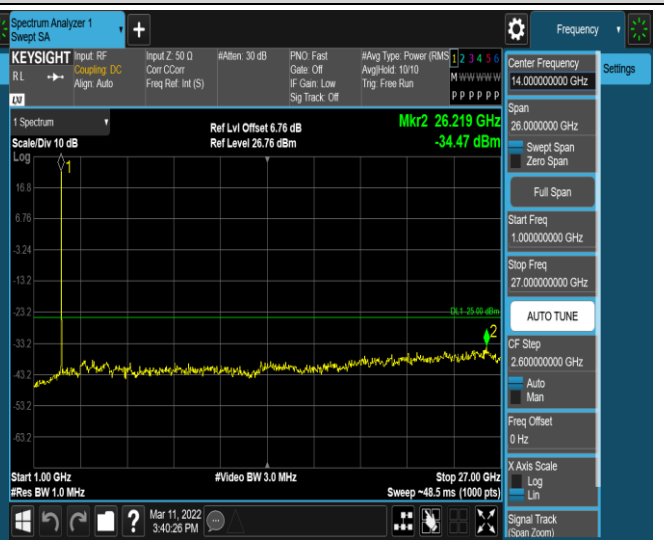 Spectrum Analyzer 1
Swept SA
+
Frequency
KEYSIGHT
RL
LXI
Input: RF
Coupling: DC
Align: Auto
Input Z: 50 Ω
Corr CCorr
Freq Ref: Int (S)
#Atten: 30 dB
PNO: Fast
Gate: Off
IF Gain: Low
Sig Track: Off
#Avg Type: Power (RMS
Avg|Hold: 10/10
Trig: Free Run
1 2 3 4 5 6
M W W W W W
P P P P P P
1 Spectrum
Scale/Div 10 dB
Log
Ref Lvl Offset 6.76 dB
Ref Level 26.76 dBm
Mkr2 26.219 GHz
-34.47 dBm
1
16.8
6.76
-3.24
-13.2
-23.2
-33.2
-43.2
-53.2
-63.2
DL1 -25.00 dBm
2
Start 1.00 GHz
#Res BW 1.0 MHz
#Video BW 3.0 MHz
Stop 27.00 GHz
Sweep ~48.5 ms (1000 pts)
Mar 11, 2022
3:40:26 PM
?
Center Frequency
14.000000000 GHz
Settings
Span
26.0000000 GHz
Swept Span
Zero Span
Full Span
Start Freq
1.000000000 GHz
Stop Freq
27.000000000 GHz
AUTO TUNE
CF Step
2.600000000 GHz
Auto
Man
Freq Offset
0 Hz
X Axis Scale
Log
Lin
Signal Track
(Span Zoom)